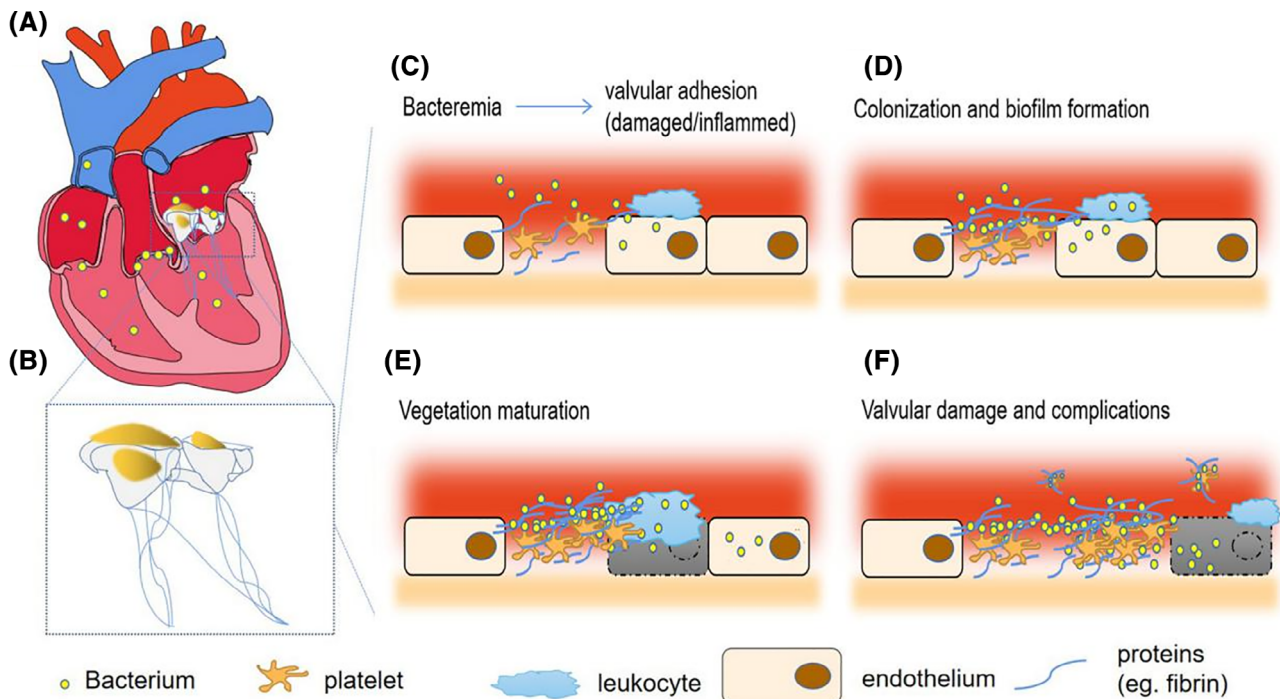 (A)
(B)
(C)
Bacteremia
valvular adhesion
(damaged/inflammed)
(D)
Colonization and biofilm formation
(E)
Vegetation maturation
(F)
Valvular damage and complications
Bacterium
platelet
leukocyte
endothelium
proteins
(eg. fibrin)